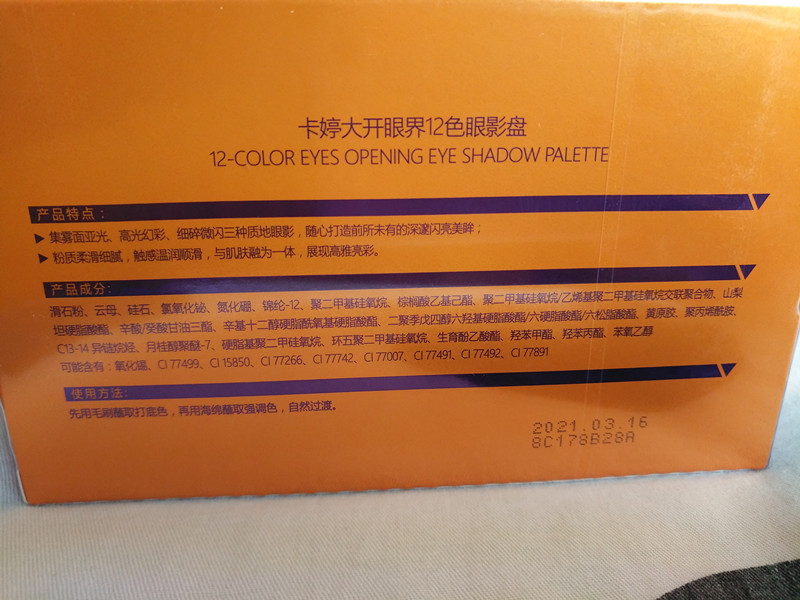 卡婷大开眼界12色眼影盘
12-COLOR EYES OPENING EYE SHADOW PALETTE
产品特点：
▶ 集雾面亚光、高光幻彩、细碎微闪三种质地眼影，随心打造前所未有的深邃闪亮美眸；
▶ 粉质柔滑细腻，触感温润顺滑，与肌肤融为一体，展现高雅亮彩。
产品成分：
滑石粉、云母、硅石、氯氧化铋、氮化硼、锦纶-12、聚二甲基硅氧烷、棕榈酸乙基己酯、聚二甲基硅氧烷/乙烯基聚二甲基硅氧烷交联聚合物、山梨
坦硬脂酸酯、辛酸/癸酸甘油三酯、辛基十二醇硬脂酰氧基硬脂酸酯、二聚季戊四醇六羟基硬脂酸酯/六硬脂酸酯/六松脂酸酯、黄原胶、聚丙烯酰胺、
C13-14 异链烷烃、月桂醇聚醚-7、硬脂基聚二甲硅氧烷、环五聚二甲基硅氧烷、生育酚乙酸酯、羟苯甲酯、羟苯丙酯、苯氧乙醇
可能含有：氧化锡、CI 77499、CI 15850、CI 77266、CI 77742、CI 77007、CI 77491、CI 77492、CI 77891
使用方法：
先用毛刷蘸取打底色，再用海绵蘸取强调色，自然过渡。
2021.03.16
8C178B28A